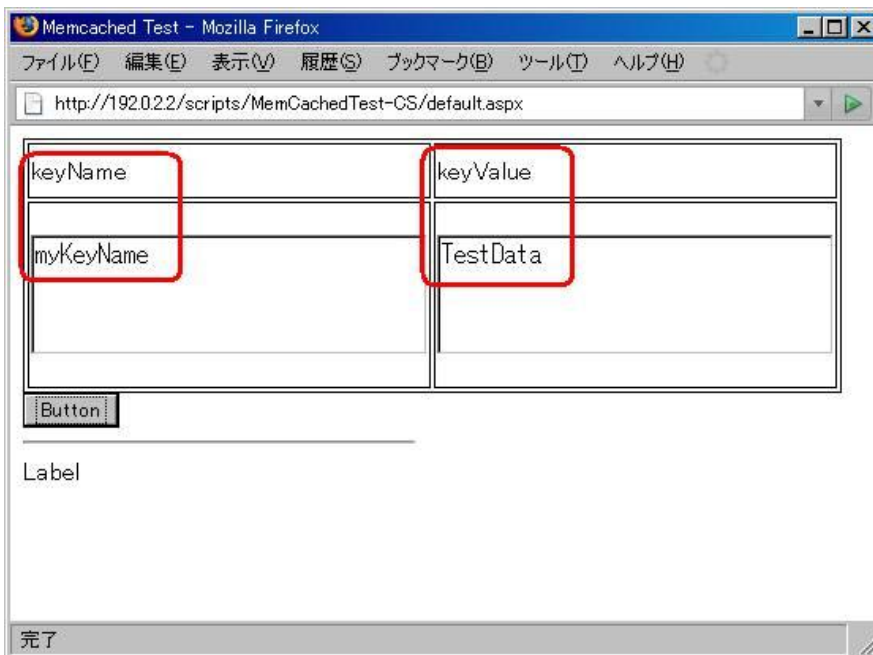 Memcached Test - Mozilla Firefox
ファイル(F) 編集(E) 表示(V) 履歴(S) ブックマーク(B) ツール(T) ヘルプ(H)
http://192.0.2.2/scripts/MemCachedTest-CS/default.aspx
keyName keyValue
myKeyName TestData
Button
Label
完了